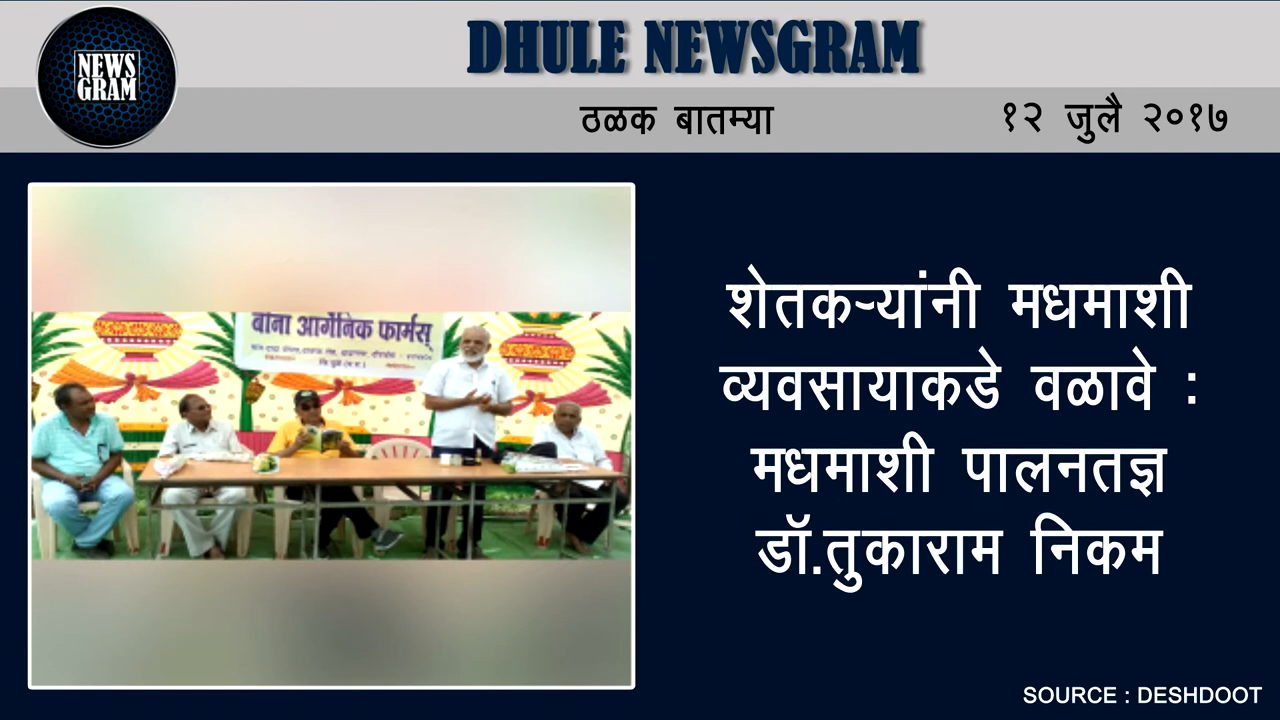 NEWS
GRAM
DHULE NEWSGRAM
ठळक बातम्या
१२ जुलै २०१७
बीना आर्गेनिक फार्मस्
शेतकऱ्यांनी मधमाशी
व्यवसायाकडे वळावे :
मधमाशी पालनतज्ञ
डॉ.तुकाराम निकम
SOURCE : DESHDOOT